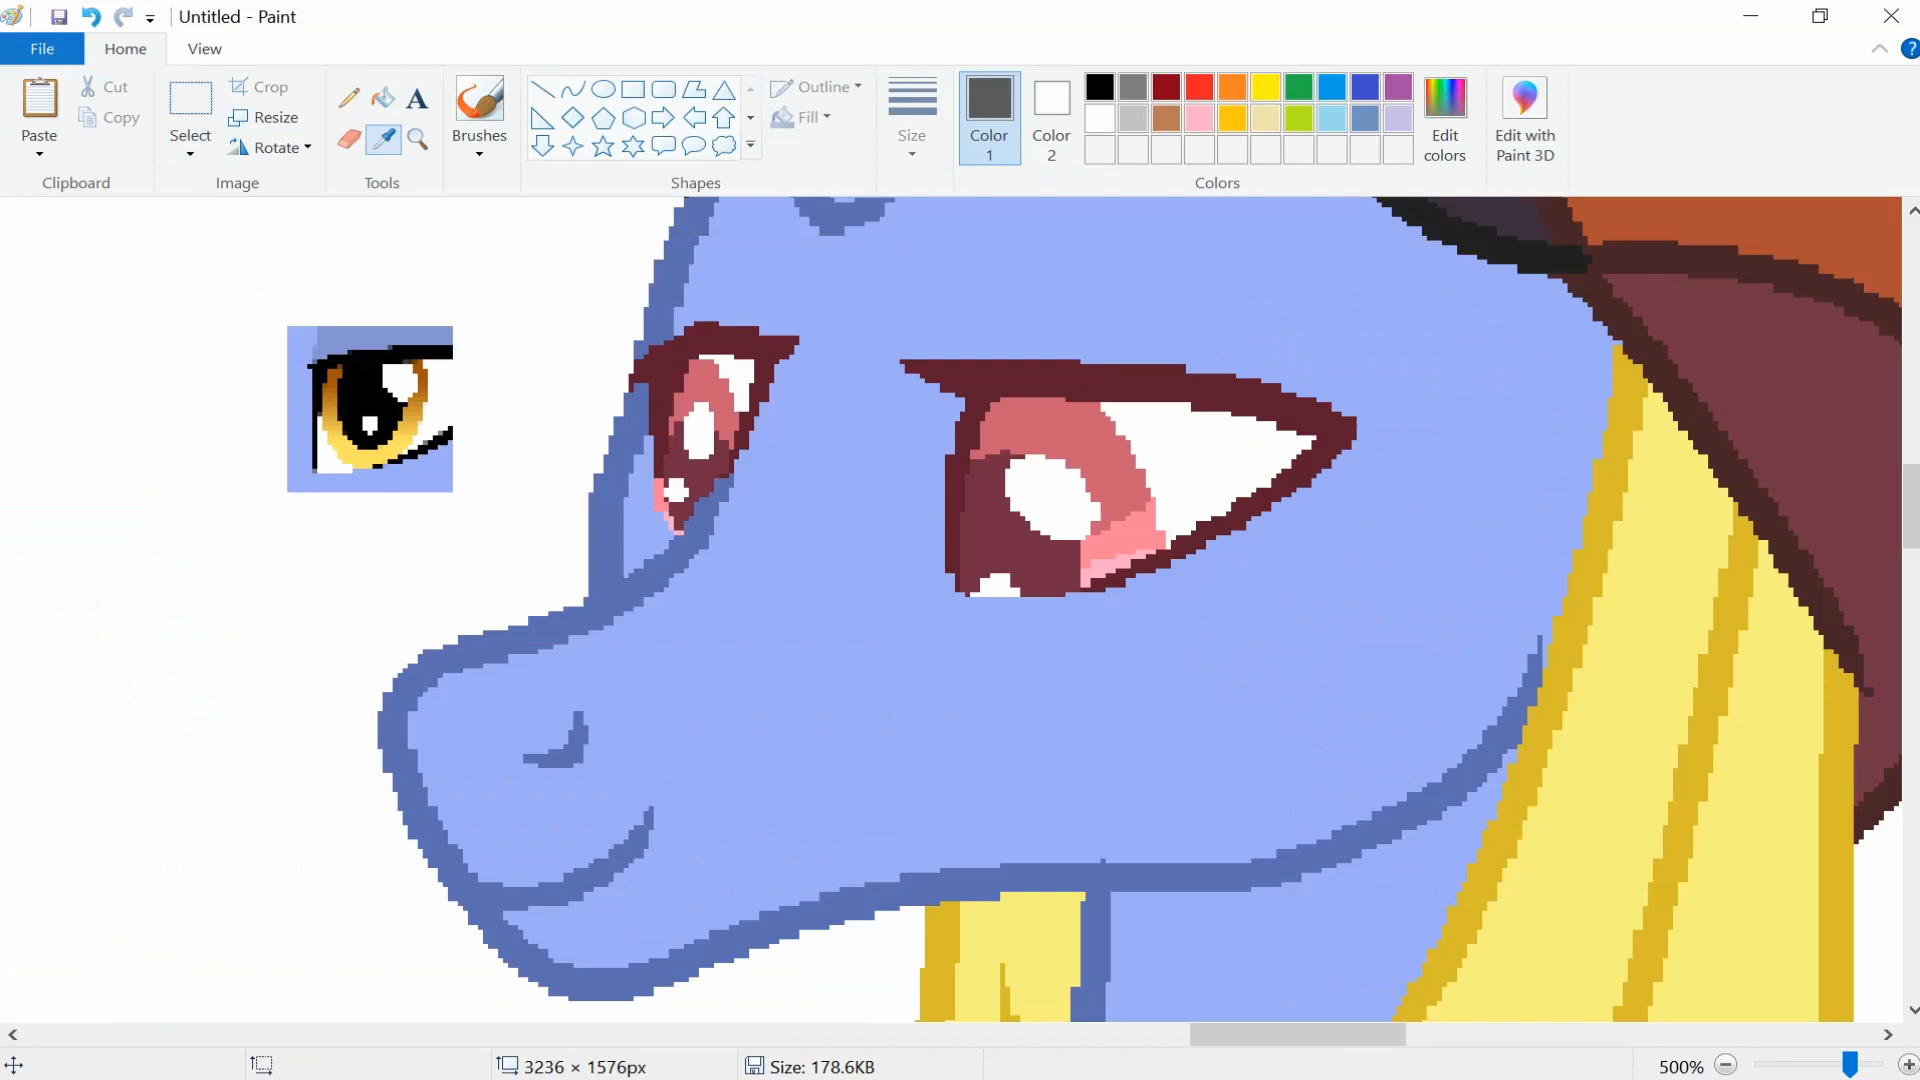 Untitled - Paint
File Home View
Paste
Cut
Copy
Clipboard
Select
Crop
Resize
Rotate
Image
A
Tools
Brushes
Shapes
Outline
Fill
Size
Color 1
Color 2
Colors
Edit colors
Edit with Paint 3D
?
3236 × 1576px
Size: 178.6KB
500%